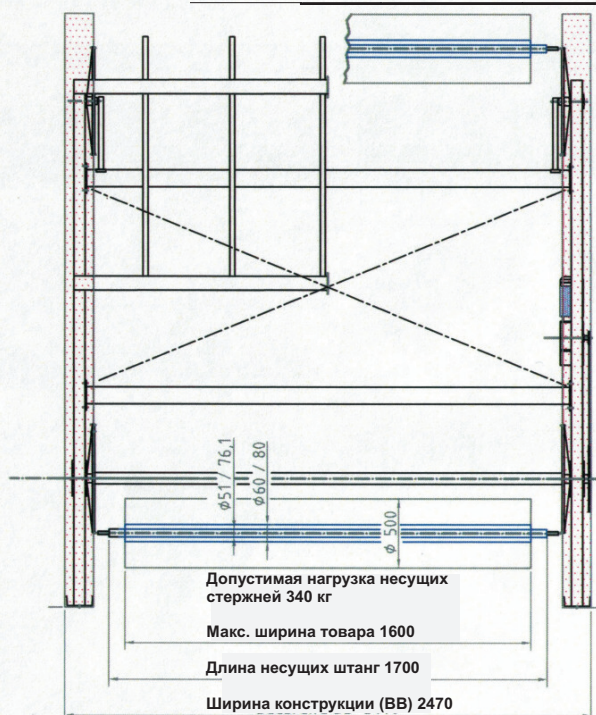 ϕ51 / 76,1
ϕ60 / 80
ϕ 500
Допустимая нагрузка несущих
стержней 340 кг
Макс. ширина товара 1600
Длина несущих штанг 1700
Ширина конструкции (BB) 2470